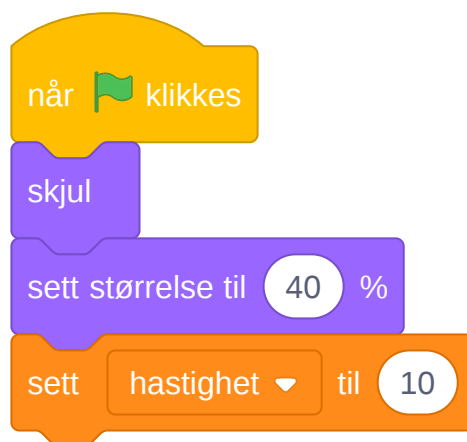 når klikkes
skjul
sett størrelse til 40 %
sett hastighet til 10